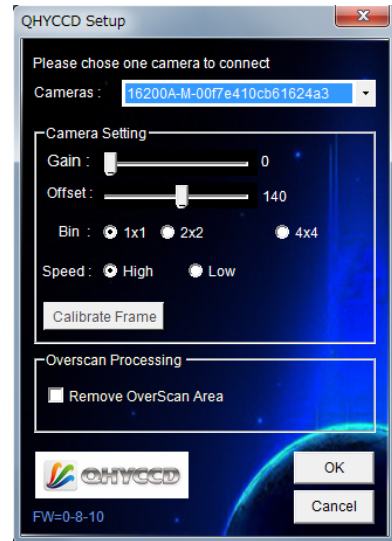 QHYCCD Setup
Please chose one camera to connect
Cameras : 16200A-M-00f7e410cb61624a3
Camera Setting
Gain : 0
Offset : 140
Bin : 1x1 2x2 4x4
Speed : High Low
Calibrate Frame
Overscan Processing
Remove OverScan Area
QHYCCD
OK
FW=0-8-10
Cancel